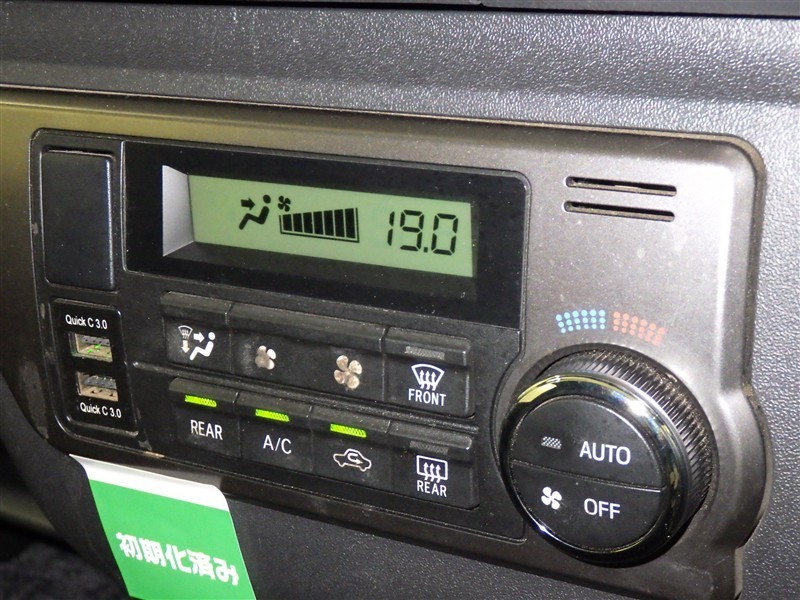 19.0
Quick C 3.0
Quick C 3.0
FRONT
REAR
A/C
REAR
AUTO
OFF
初期化済み